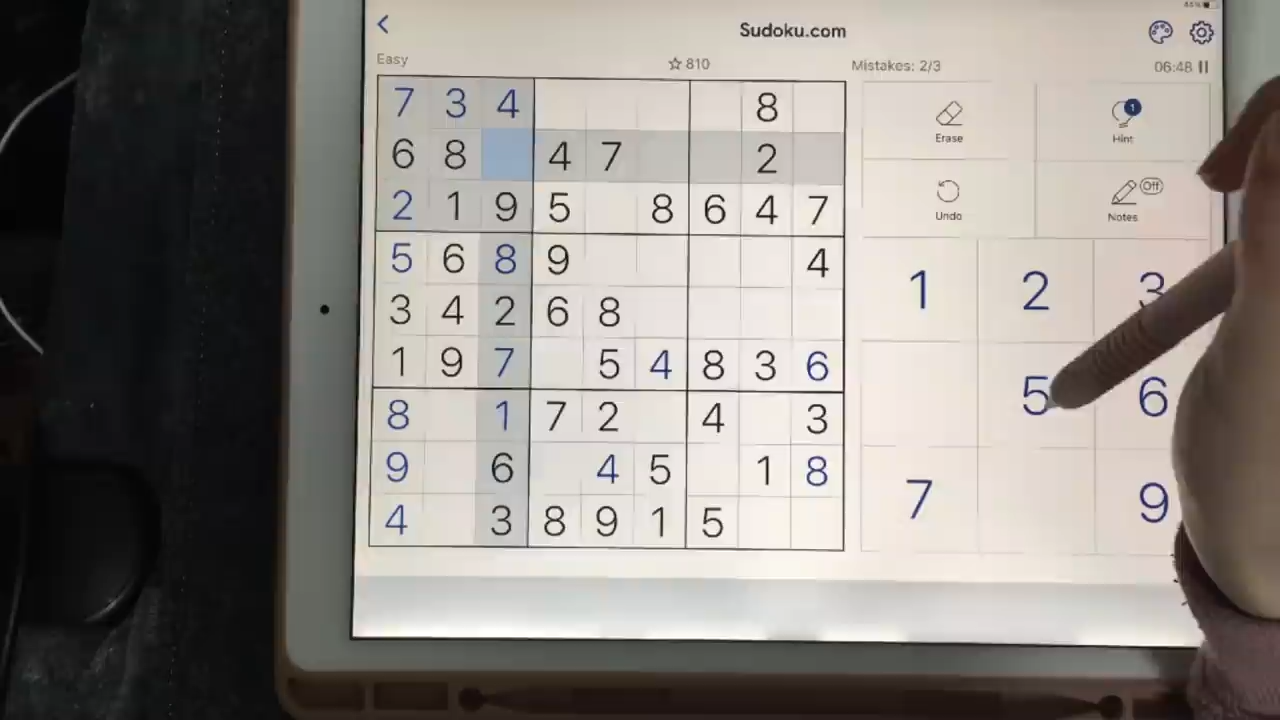 Sudoku.com
Easy
☆ 810
Mistakes: 2/3
06:48
7 3 4 8
6 8 4 7 2
2 1 9 5 8 6 4 7
5 6 8 9 4
3 4 2 6 8
1 9 7 5 4 8 3 6
8 1 7 2 4 3
9 6 4 5 1 8
4 3 8 9 1 5
Erase
1
Hint
Undo
Off
Notes
1 2 3
5 6
7 9